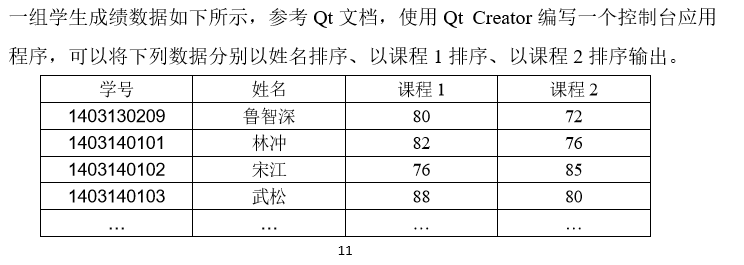 一组学生成绩数据如下所示，参考 Qt 文档，使用 Qt Creator 编写一个控制台应用
程序，可以将下列数据分别以姓名排序、以课程 1 排序、以课程 2 排序输出。
学号 姓名 课程 1 课程 2
1403130209 鲁智深 80 72
1403140101 林冲 82 76
1403140102 宋江 76 85
1403140103 武松 88 80
… … … …
11